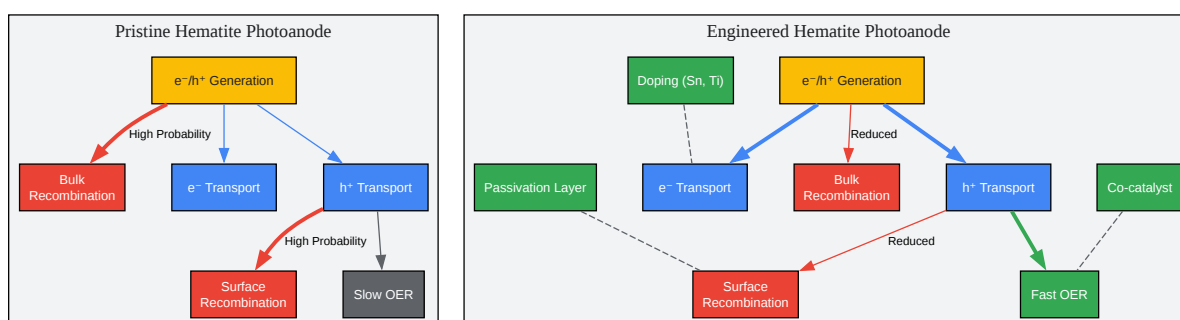 Pristine Hematite Photoanode
e⁻/h⁺ Generation
High Probability
Bulk
Recombination
e⁻ Transport
h⁺ Transport
High Probability
Surface
Recombination
Slow OER
Engineered Hematite Photoanode
Doping (Sn, Ti)
e⁻/h⁺ Generation
Reduced
Passivation Layer
e⁻ Transport
Bulk
Recombination
h⁺ Transport
Co-catalyst
Reduced
Surface
Recombination
Fast OER